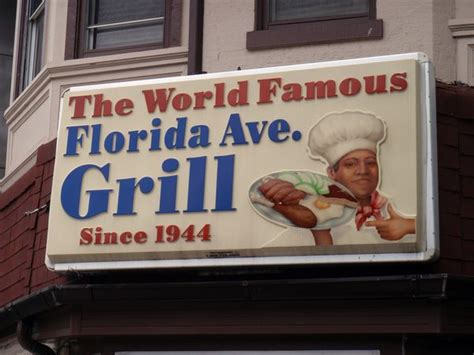 The World Famous
Florida Ave.
Grill
Since 1944